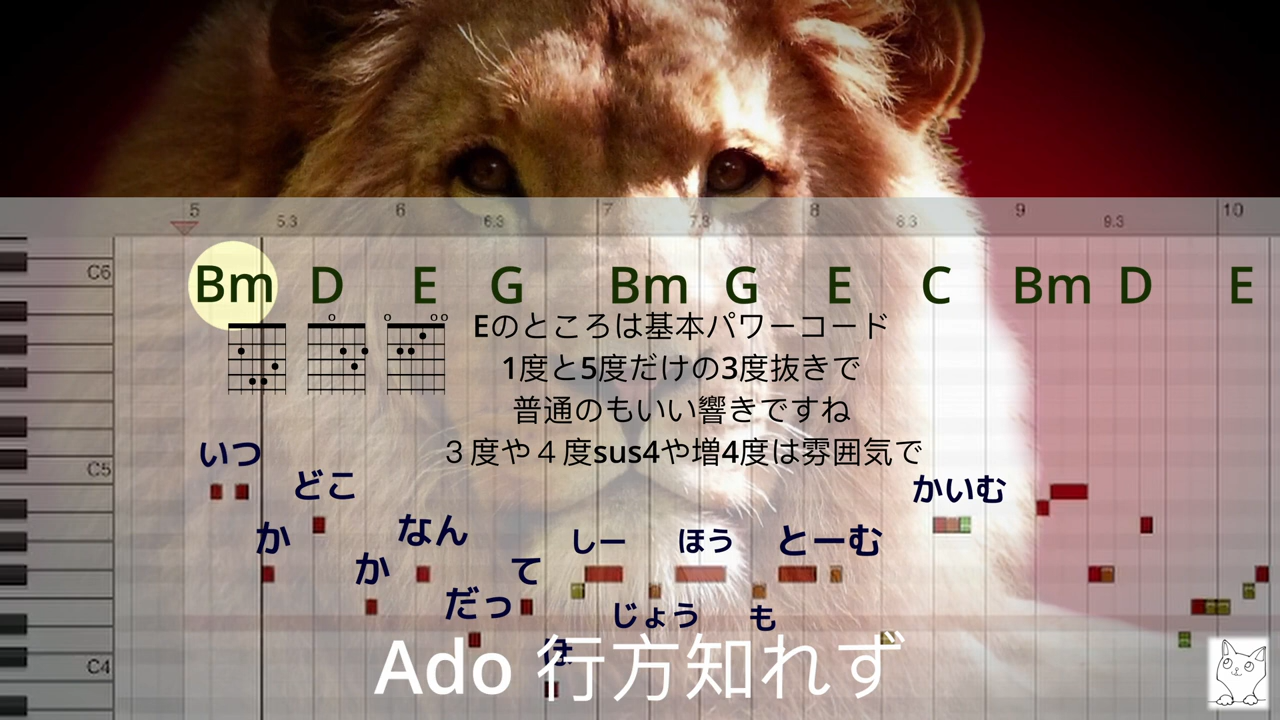 5 5.3 6 6.3 7 7.3 8 8.3 9 9.3 10
C6
Bm D E G Bm G E C Bm D E
Eのところは基本パワーコード
1度と5度だけの3度抜きで
普通のもいい響きですね
３度や４度sus4や増4度は雰囲気で
いつ
C5
どこ
かいむ
か
なん
しー ほう とーむ
か
て
だっ
じょう も
は
Ado 行方知れず
C4